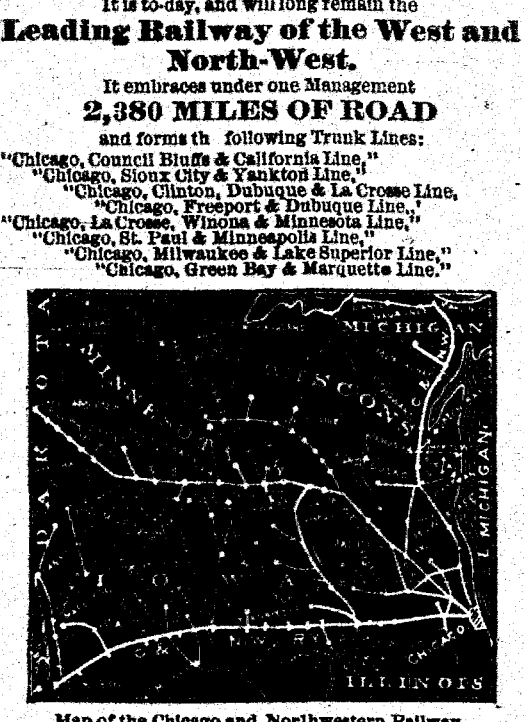 It is to-day, and will long remain the
Leading Railway of the West and
North-West.
It embraces under one Management
2,380 MILES OF ROAD
and forms th following Trunk Lines:
"Chicago, Council Bluffs & California Line,"
"Chicago, Sioux City & Yankton Line,"
"Chicago, Clinton, Dubuque & La Crosse Line,
"Chicago, Freeport & Dubuque Line,'
"Chicago, La Crosse, Winona & Minnesota Line,"
"Chicago, St. Paul & Minneapolis Line,"
"Chicago, Milwaukee & Lake Superior Line,"
"Chicago, Green Bay & Marquette Line."
MICHIGAN
MINNESOTA
WISCONSIN
DAKOTA
C & N.W.
L. MICHIGAN
IOWA
C & N.W. RY
CHICAGO
ILLINOIS
Map of the Chicago and Northwestern Railway